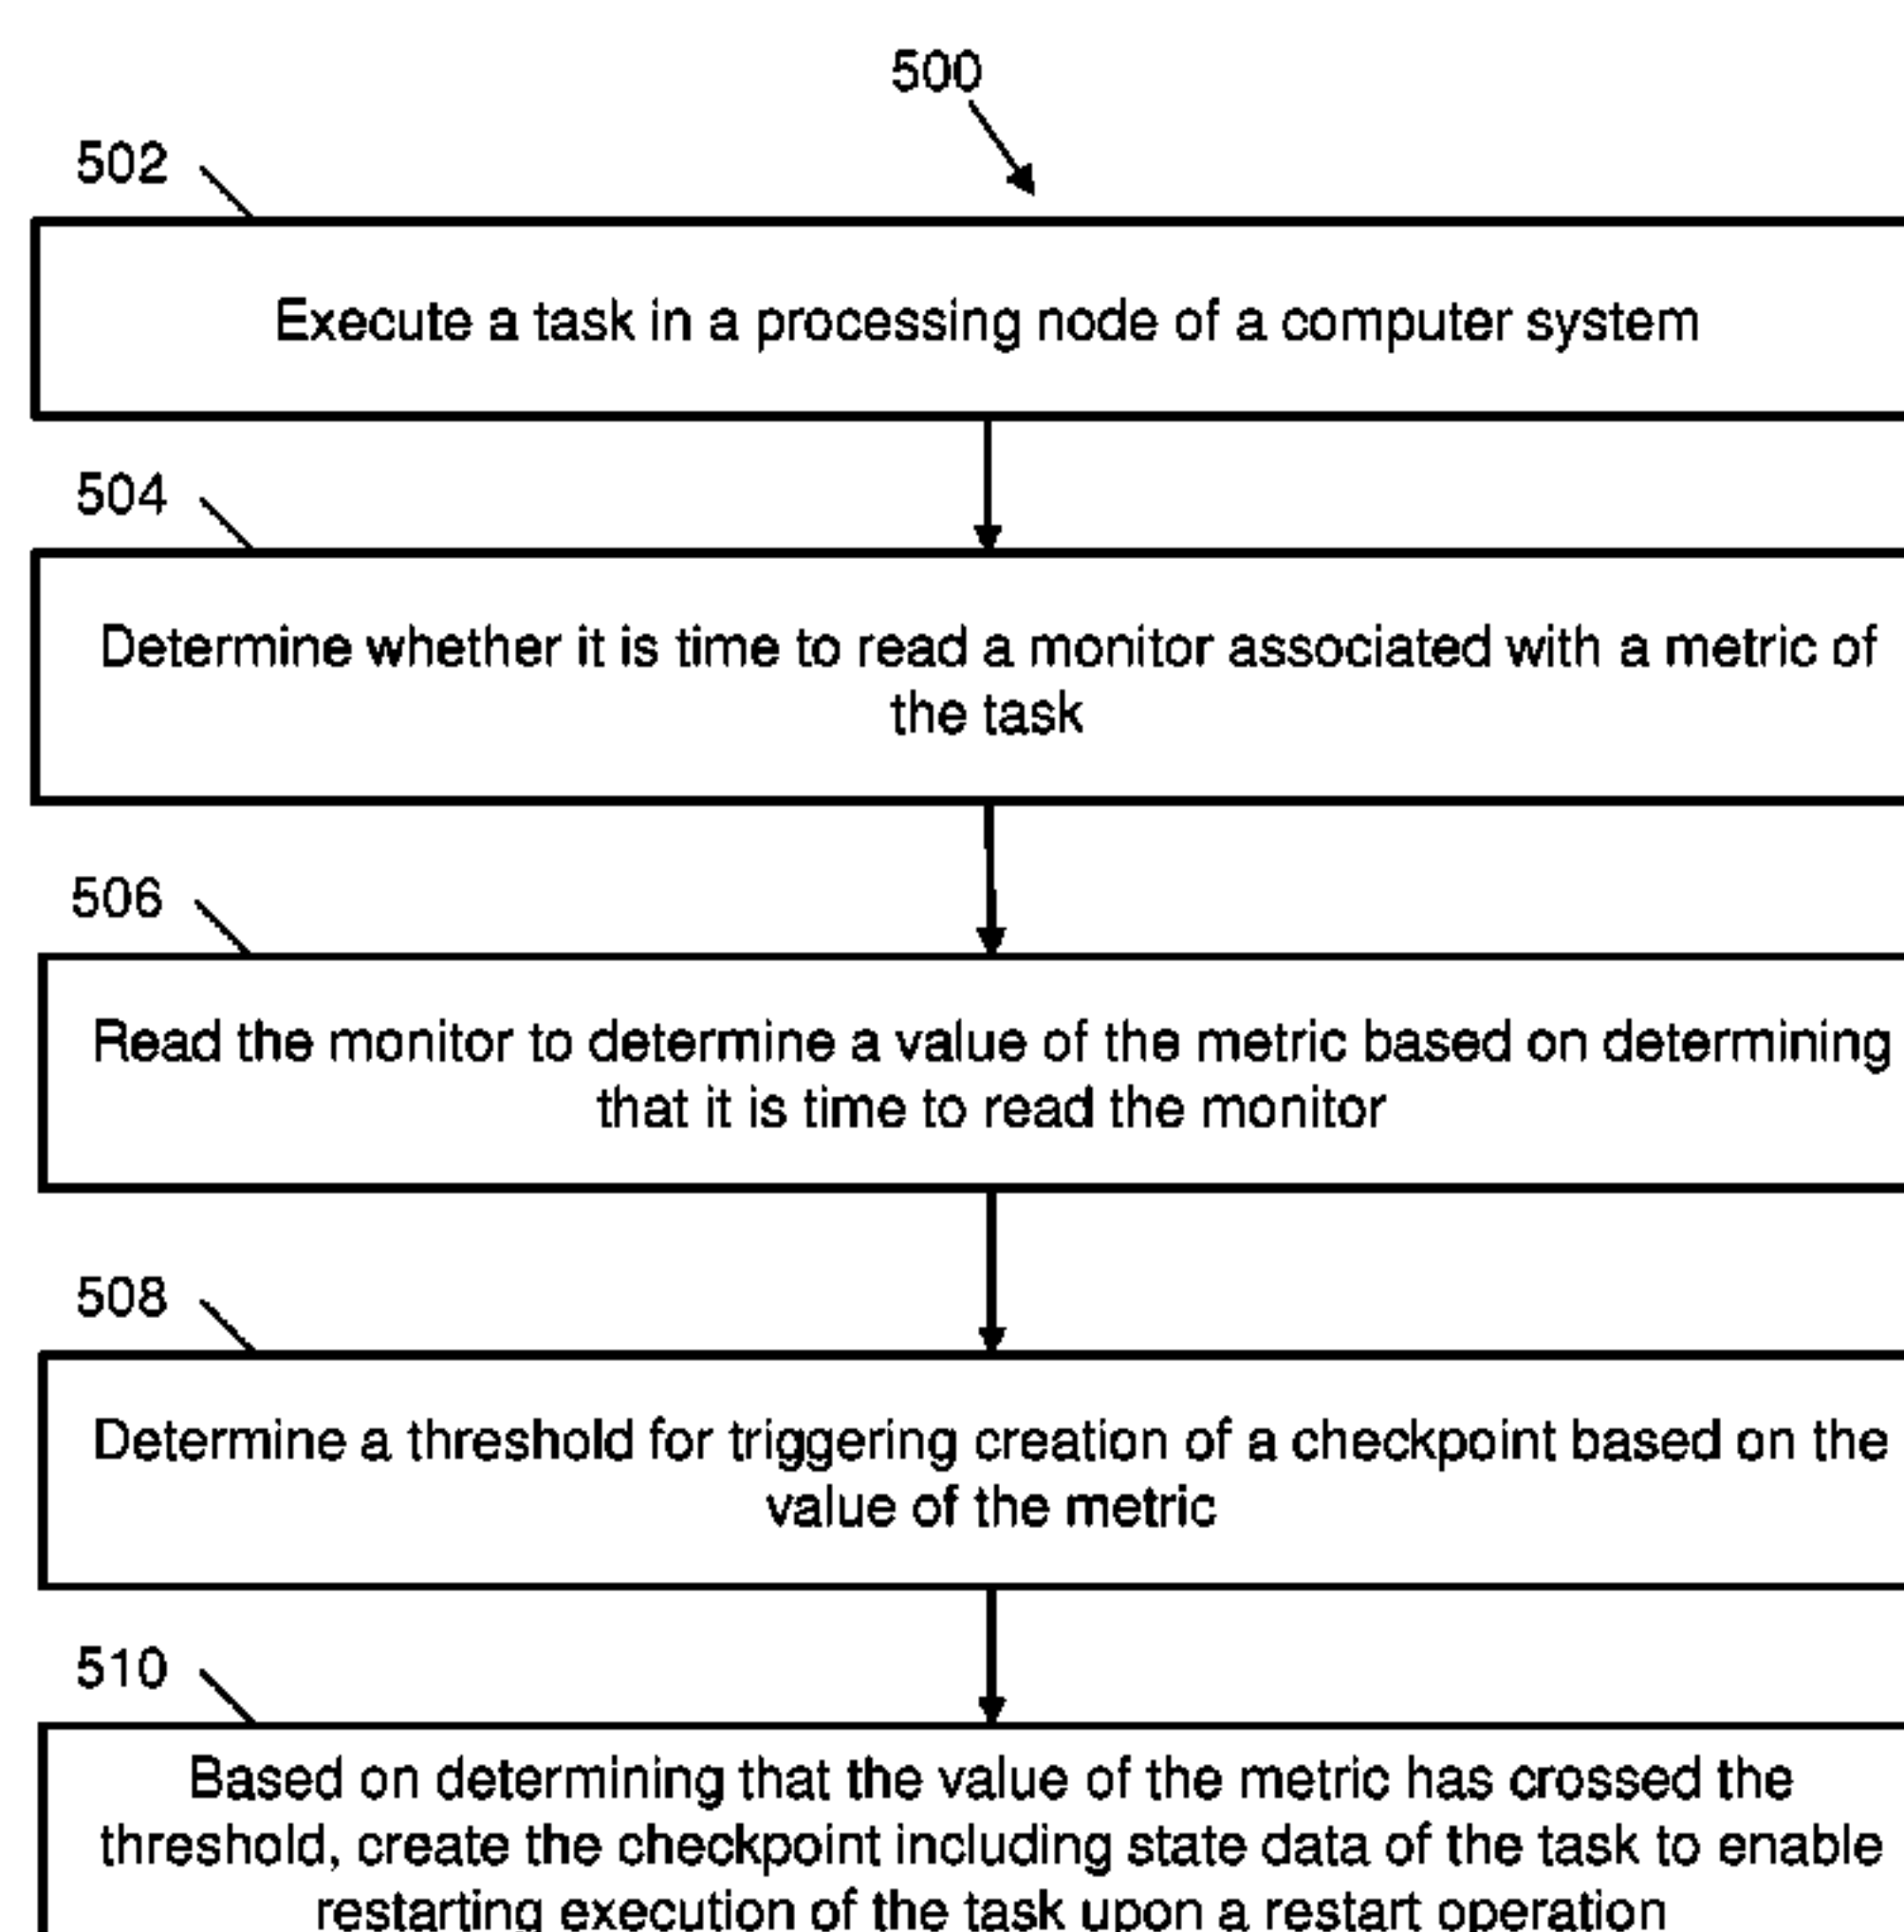 500
502
Execute a task in a processing node of a computer system
504
Determine whether it is time to read a monitor associated with a metric of
the task
506
Read the monitor to determine a value of the metric based on determining
that it is time to read the monitor
508
Determine a threshold for triggering creation of a checkpoint based on the
value of the metric
510
Based on determining that the value of the metric has crossed the
threshold, create the checkpoint including state data of the task to enable
restarting execution of the task upon a restart operation